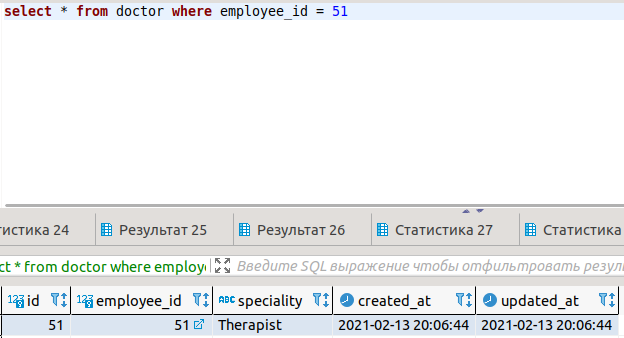 select * from doctor where employee_id = 51
тистика 24 Результат 25 Результат 26 Статистика 27 Статистика
ct * from doctor where employe Введите SQL выражение чтобы отфильтровать резул
123 id 123 employee_id ABC speciality created_at updated_at
51 51 Therapist 2021-02-13 20:06:44 2021-02-13 20:06:44